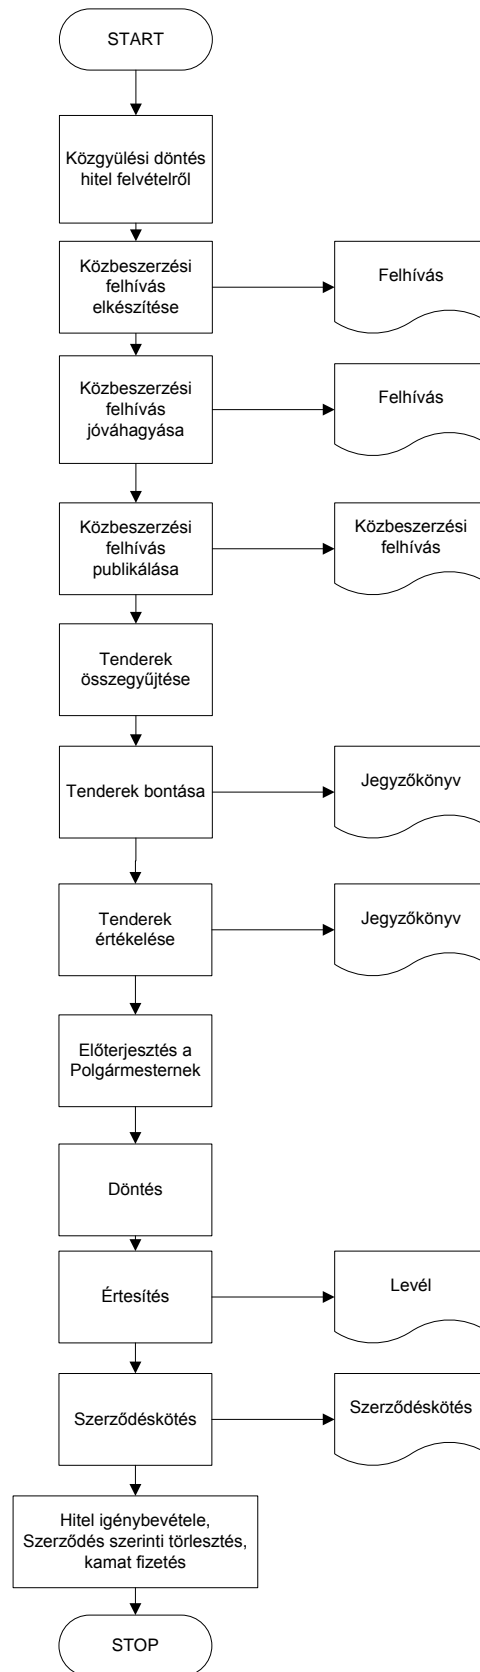 START
Közgyülési döntés
hitel felvételről
Közbeszerzési
felhívás
elkészítése
Felhívás
Közbeszerzési
felhívás
jóváhagyása
Felhívás
Közbeszerzési
felhívás
publikálása
Közbeszerzési
felhívás
Tenderek
összegyűjtése
Tenderek bontása
Jegyzőkönyv
Tenderek
értékelése
Jegyzőkönyv
Előterjesztés a
Polgármesternek
Döntés
Értesítés
Levél
Szerződéskötés
Szerződéskötés
Hitel igénybevétele,
Szerződés szerinti törlesztés,
kamat fizetés
STOP